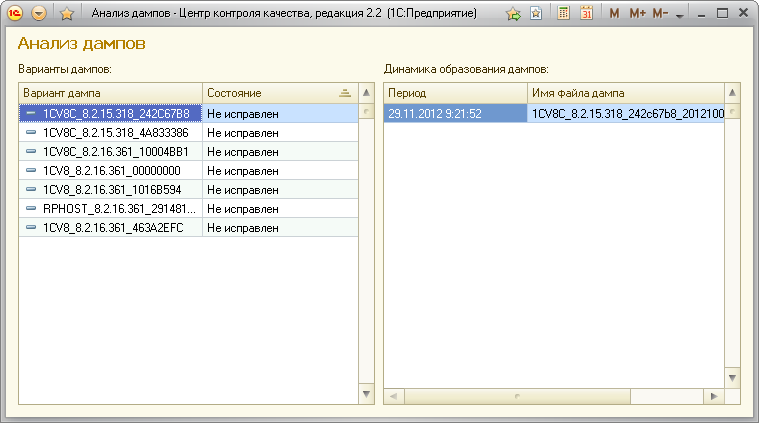 Анализ дампов - Центр контроля качества, редакция 2.2 (1С:Предприятие)
31
M M+ M-
Анализ дампов
Варианты дампов:
Вариант дампа Состояние
1CV8C_8.2.15.318_242C67B8 Не исправлен
1CV8C_8.2.15.318_4A833386 Не исправлен
1CV8C_8.2.16.361_10004BB1 Не исправлен
1CV8_8.2.16.361_00000000 Не исправлен
1CV8_8.2.16.361_1016B594 Не исправлен
RPHOST_8.2.16.361_291481... Не исправлен
1CV8_8.2.16.361_463A2EFC Не исправлен
Динамика образования дампов:
Период Имя Файла дампа
29.11.2012 9:21:52 1CV8C_8.2.15.318_242c67b8_2012100